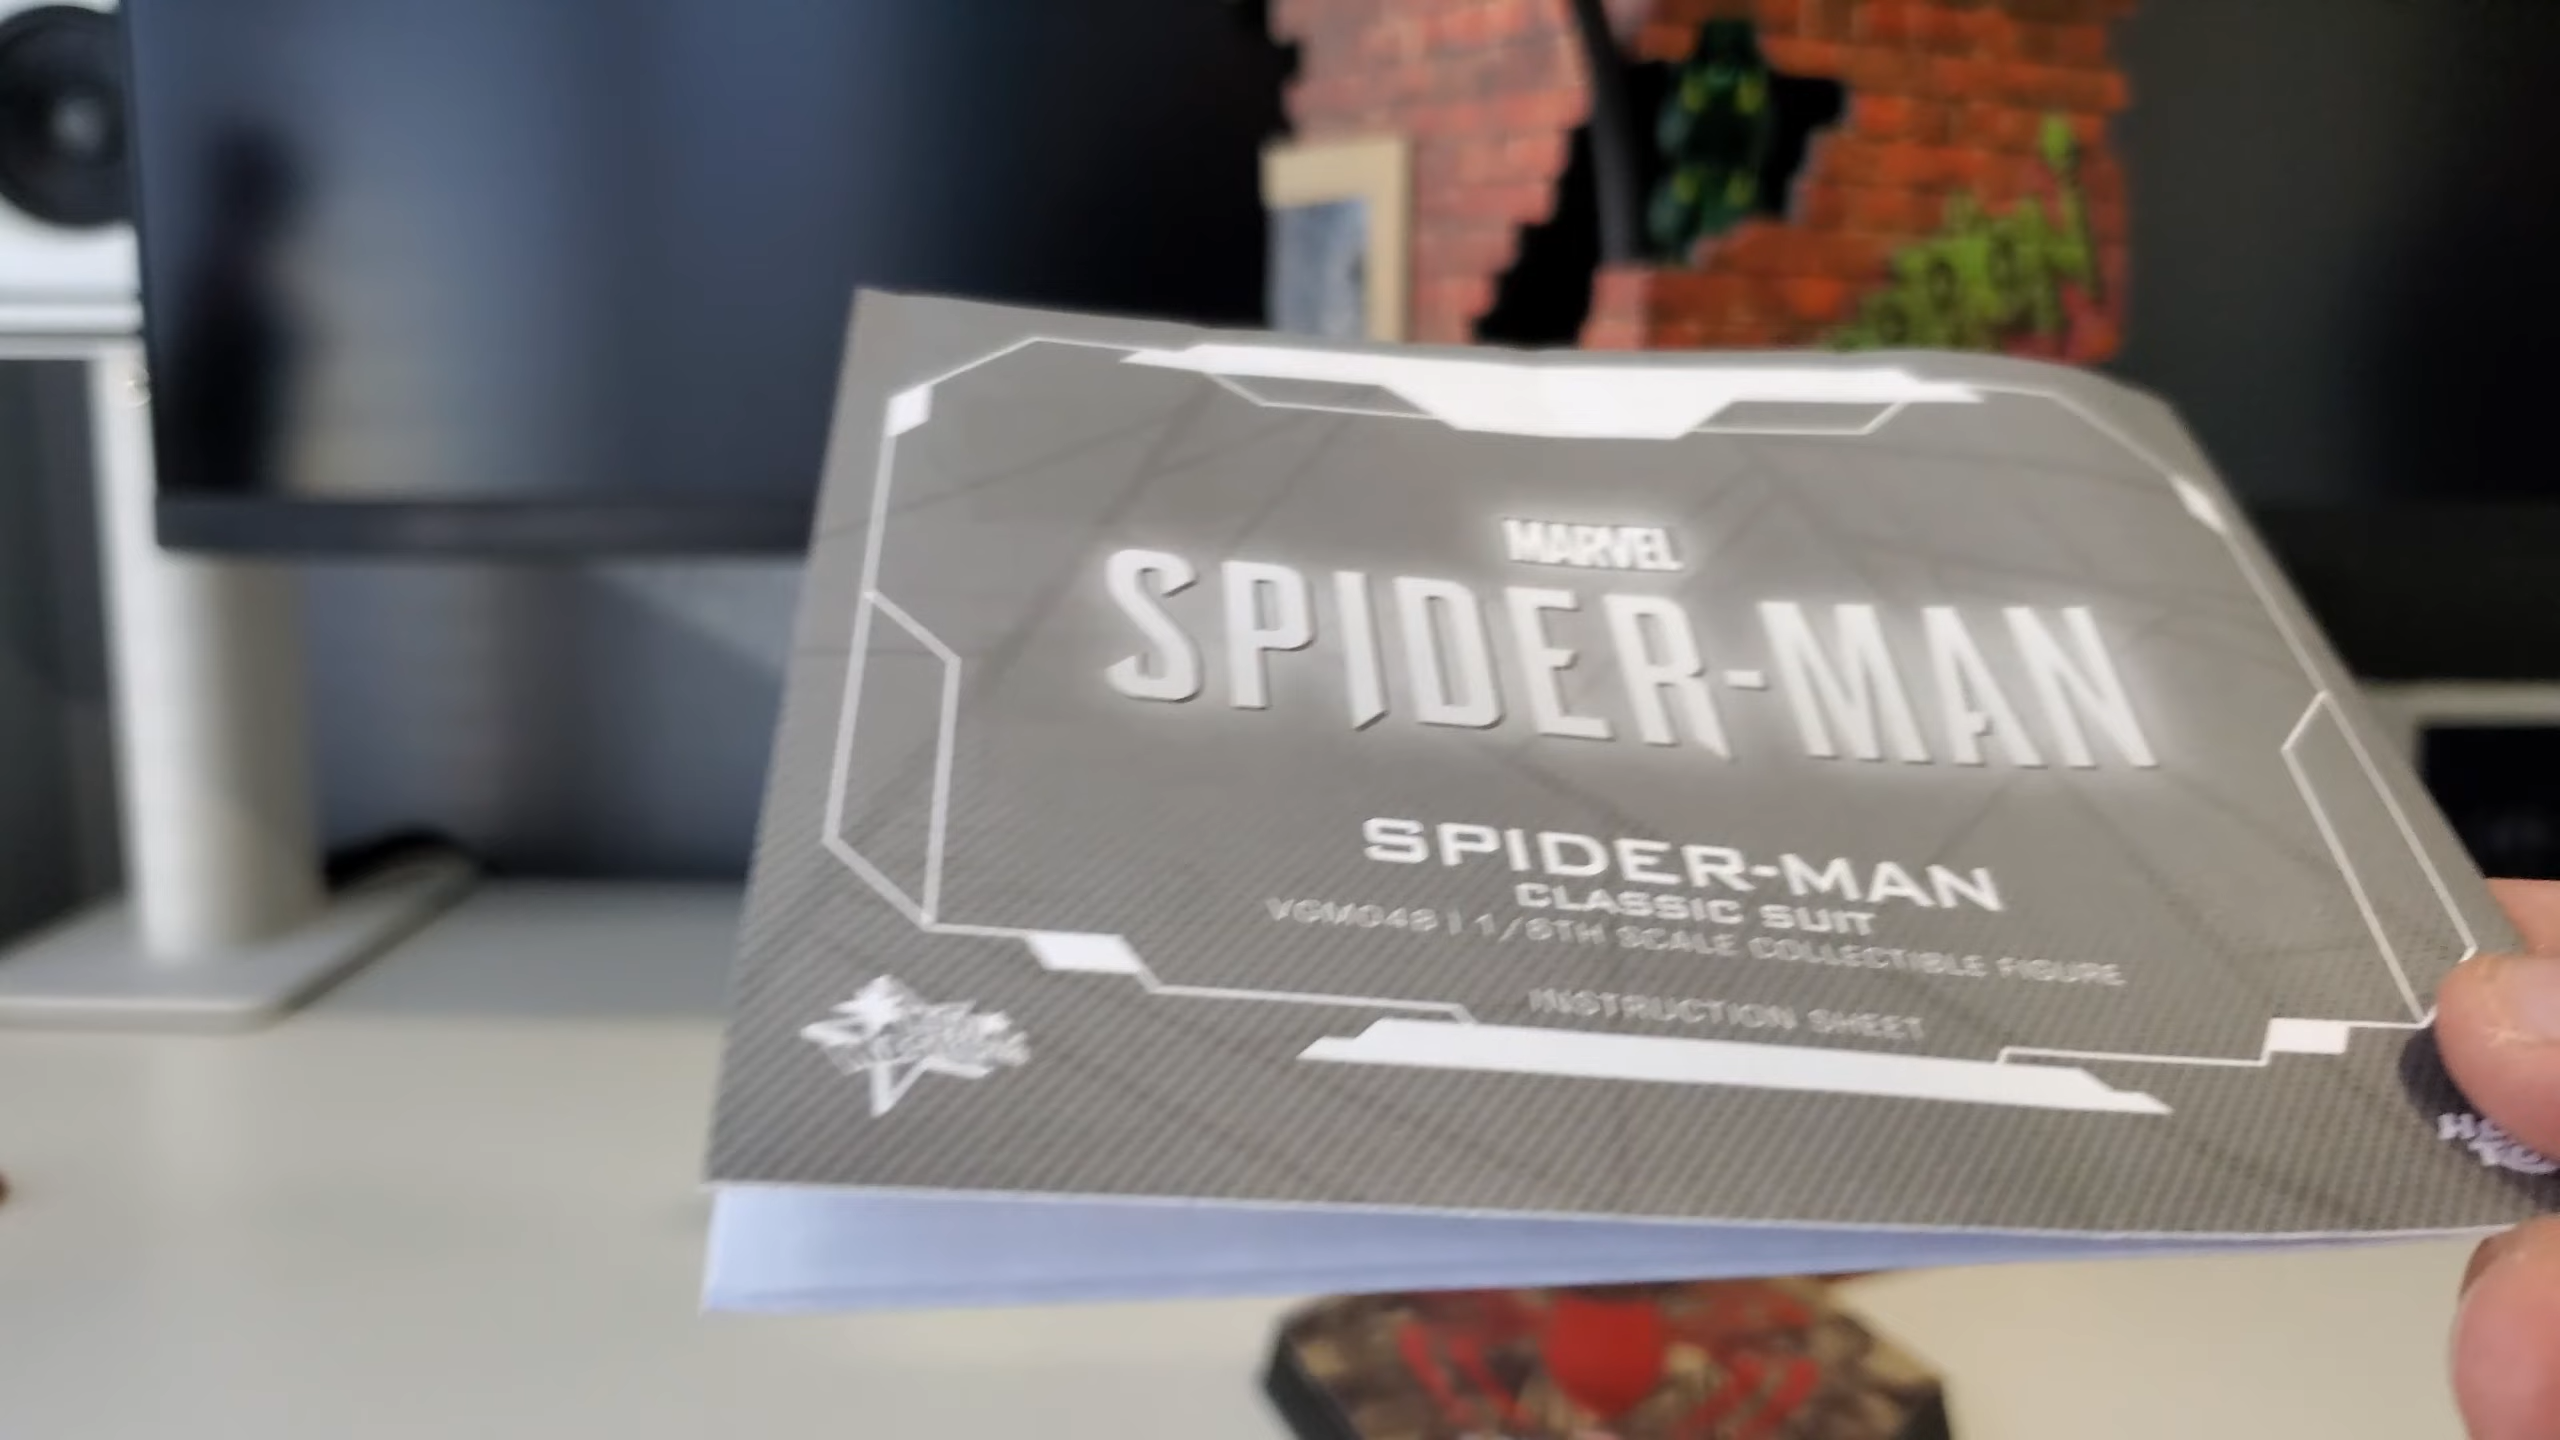 MARVEL
SPIDER-MAN
SPIDER-MAN
CLASSIC SUIT
VGM048 | 1/6TH SCALE COLLECTIBLE FIGURE
INSTRUCTION SHEET